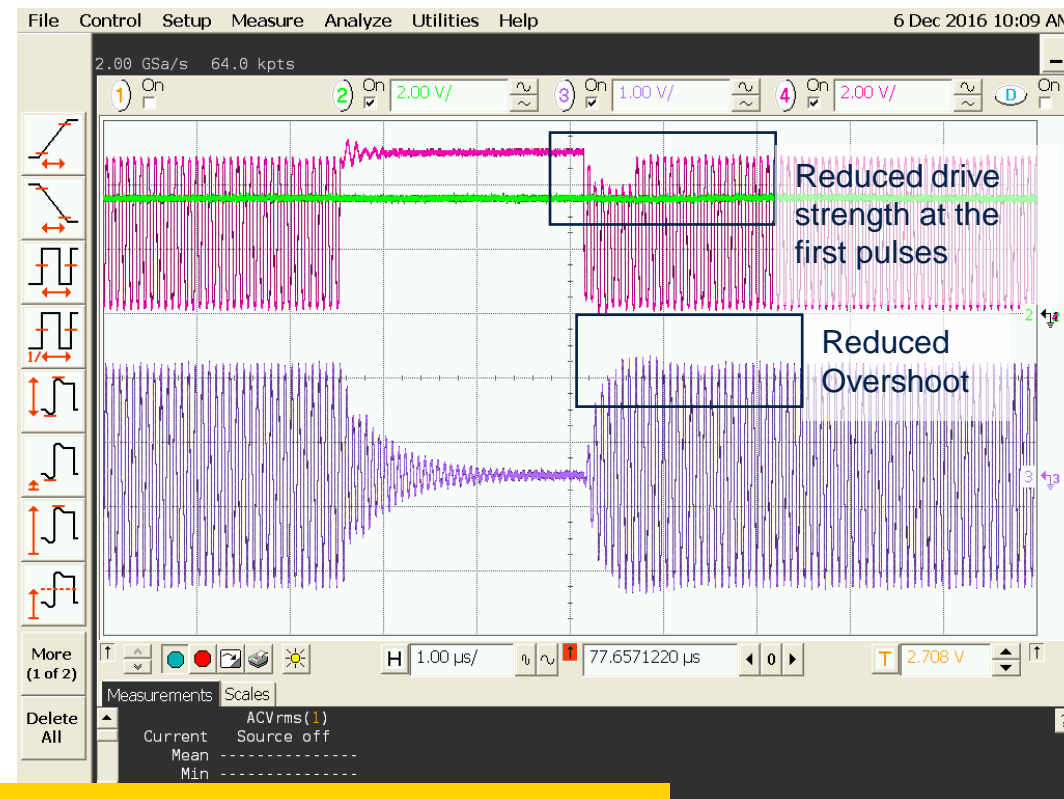 File Control Setup Measure Analyze Utilities Help 6 Dec 2016 10:09 AM
2.00 GSa/s 64.0 kpts
1 On 2 On 2.00 V/ 3 On 1.00 V/ 4 On 2.00 V/ D On
Reduced drive
strength at the
first pulses
2
Reduced
Overshoot
3 3
1/
More
(1 of 2)
H 1.00 µs/ 77.6571220 µs 0 T 2.708 V
Measurements Scales
Delete
All
ACVrms(1)
Current Source off
Mean ---------------
Min ---------------